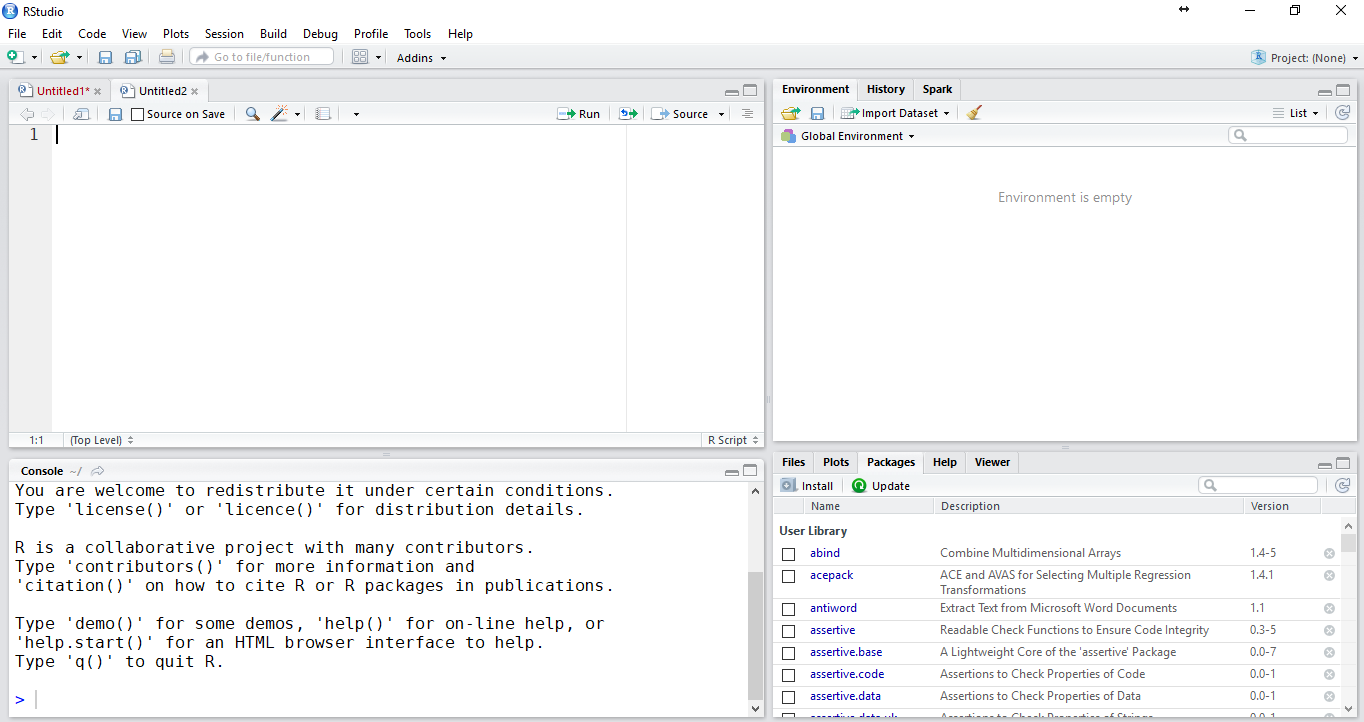 RStudio
File Edit Code View Plots Session Build Debug Profile Tools Help
Go to file/function Addins Project: (None)
Untitled1* Untitled2
Source on Save Run Source
1
1:1 (Top Level) R Script
Console ~/
You are welcome to redistribute it under certain conditions.
Type 'license()' or 'licence()' for distribution details.
R is a collaborative project with many contributors.
Type 'contributors()' for more information and
'citation()' on how to cite R or R packages in publications.
Type 'demo()' for some demos, 'help()' for on-line help, or
'help.start()' for an HTML browser interface to help.
Type 'q()' to quit R.
>
Environment History Spark
Import Dataset List
Global Environment
Environment is empty
Files Plots Packages Help Viewer
Install Update
Name Description Version
User Library
abind Combine Multidimensional Arrays 1.4-5
acepack ACE and AVAS for Selecting Multiple Regression 1.4.1
Transformations
antiword Extract Text from Microsoft Word Documents 1.1
assertive Readable Check Functions to Ensure Code Integrity 0.3-5
assertive.base A Lightweight Core of the 'assertive' Package 0.0-7
assertive.code Assertions to Check Properties of Code 0.0-1
assertive.data Assertions to Check Properties of Data 0.0-1